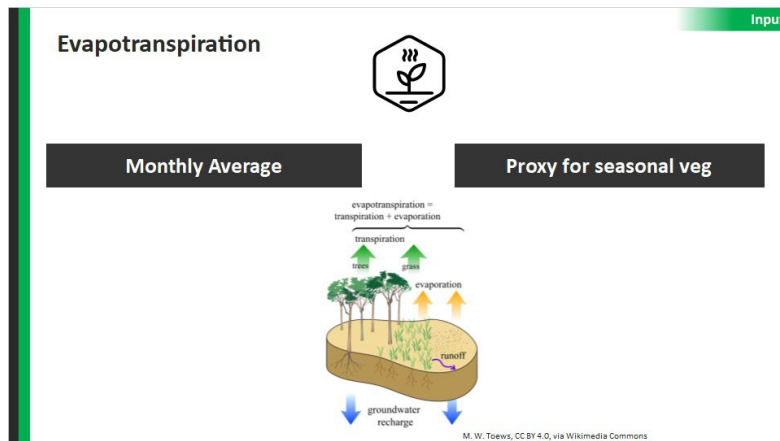 Input
Evapotranspiration
Monthly Average
Proxy for seasonal veg
evapotranspiration =
transpiration + evaporation
transpiration
trees
grass
evaporation
runoff
groundwater
recharge
M. W. Toews, CC BY 4.0, via Wikimedia Commons